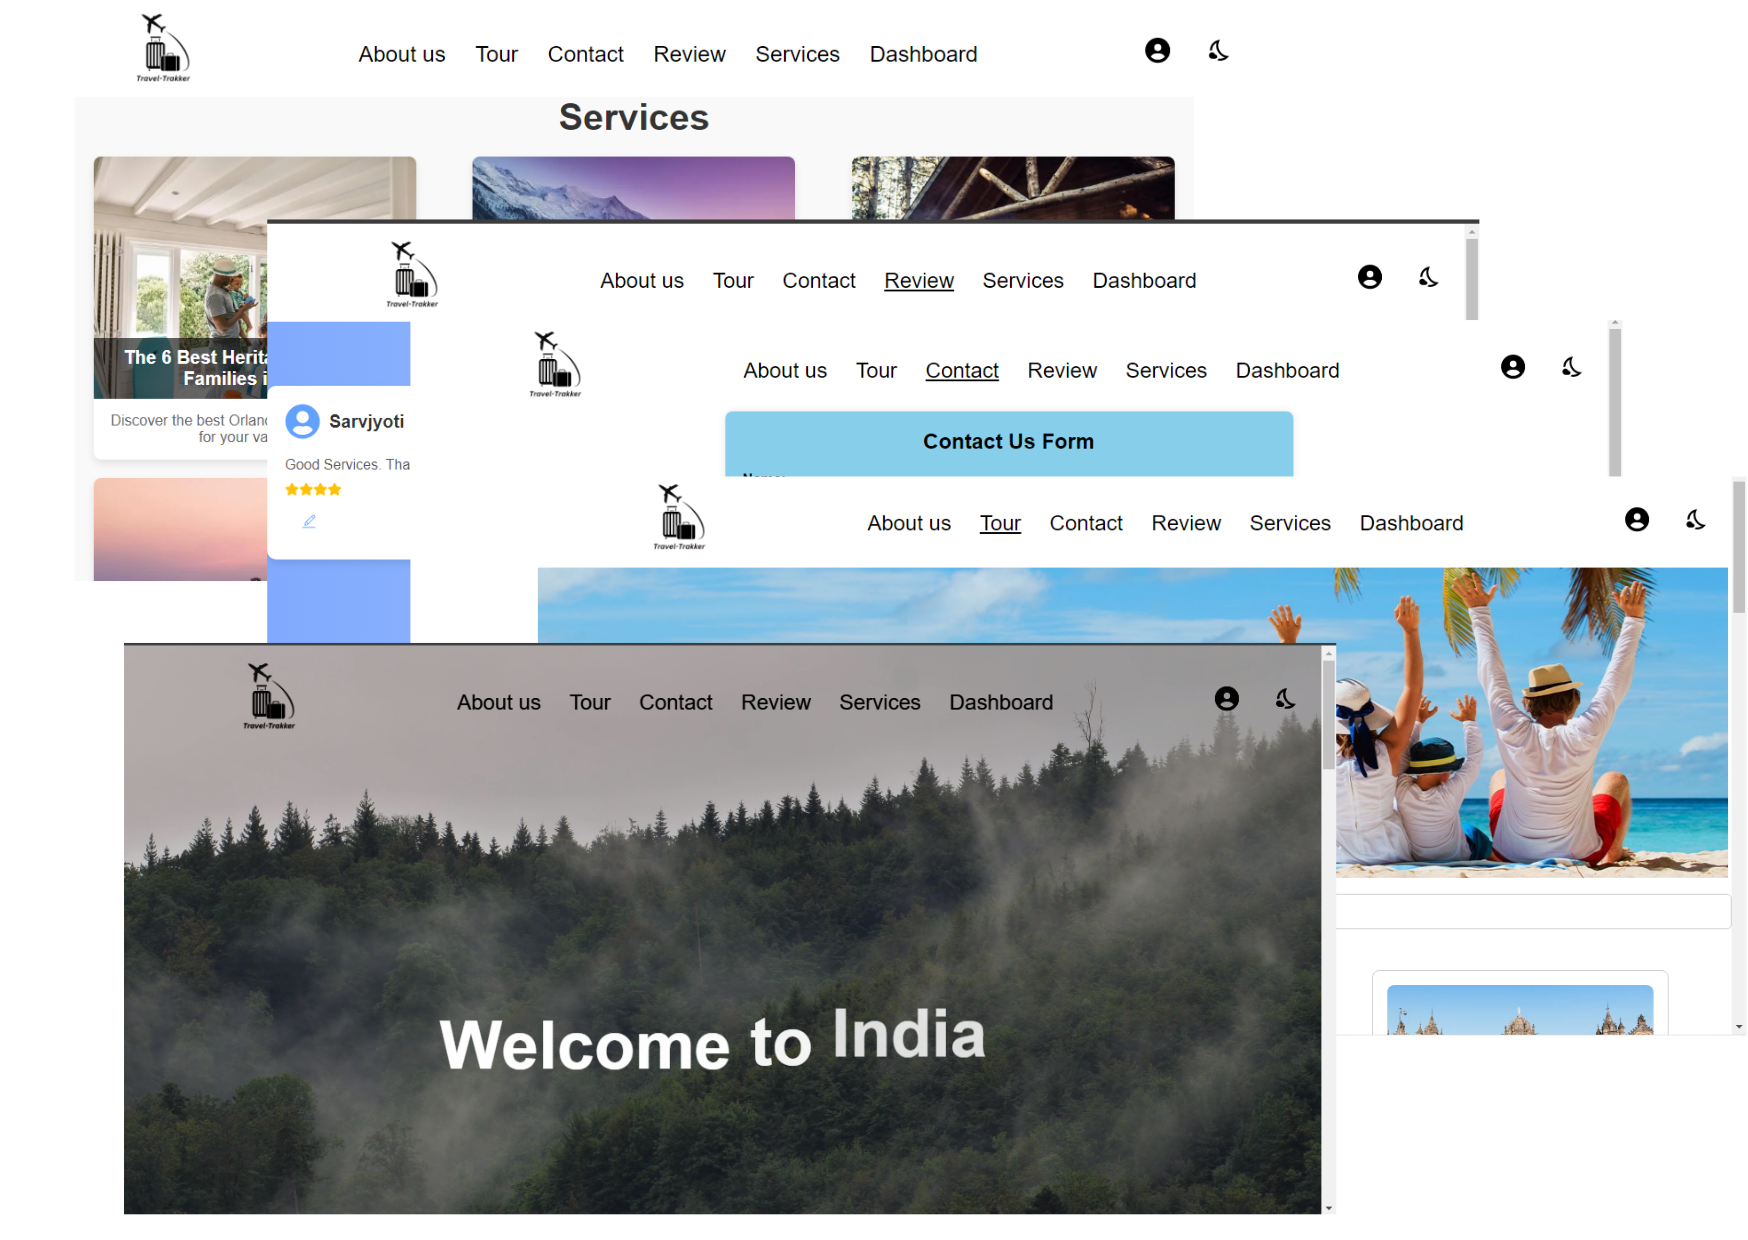 Travel-Trakker
About us Tour Contact Review Services Dashboard
Services
The 6 Best Herita
Families i
Discover the best Orland
for your va
Travel-Trakker
About us Tour Contact Review Services Dashboard
Sarvjyoti
Good Services. Tha
Travel-Trakker
About us Tour Contact Review Services Dashboard
Contact Us Form
Travel-Trakker
About us Tour Contact Review Services Dashboard
Travel-Trakker
About us Tour Contact Review Services Dashboard
Welcome to India